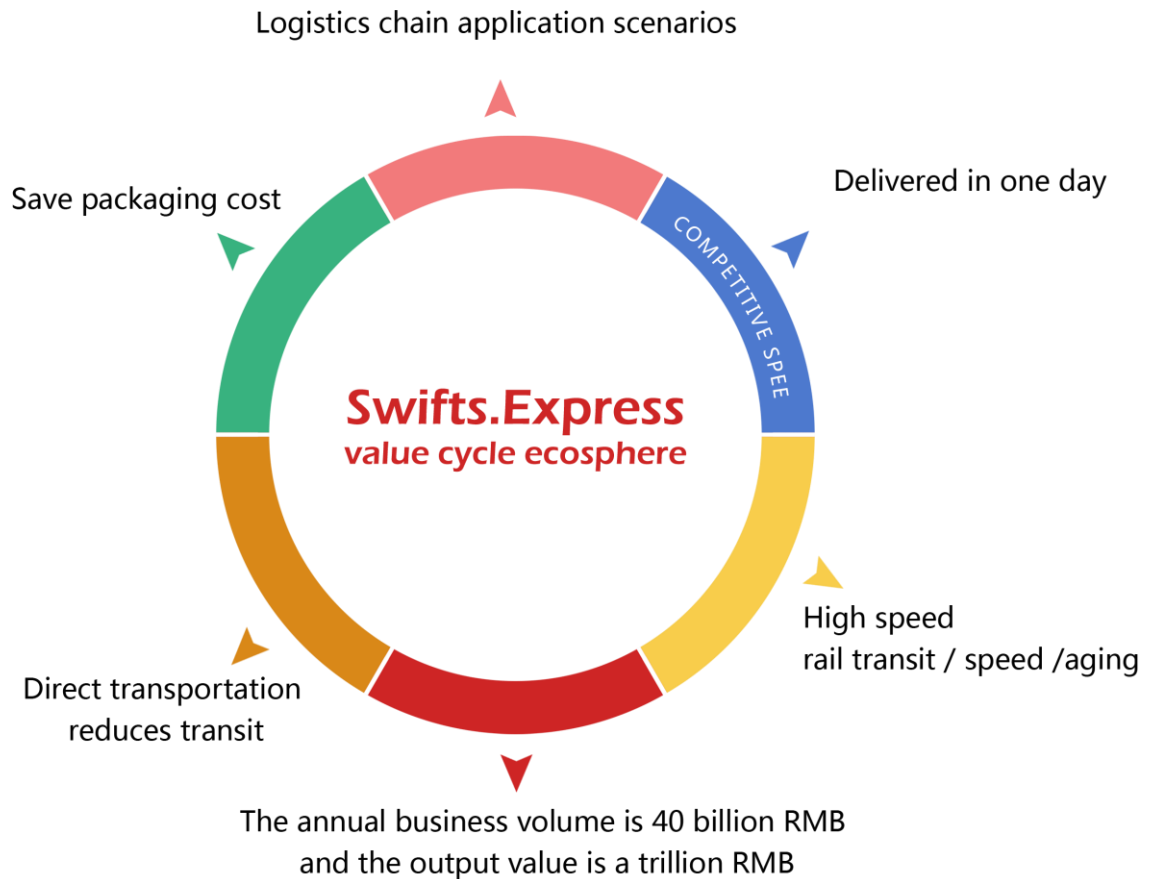 Logistics chain application scenarios
Save packaging cost
Delivered in one day
COMPETITIVE SPEE
Swifts.Express
value cycle ecosphere
High speed
rail transit / speed /aging
Direct transportation
reduces transit
The annual business volume is 40 billion RMB
and the output value is a trillion RMB